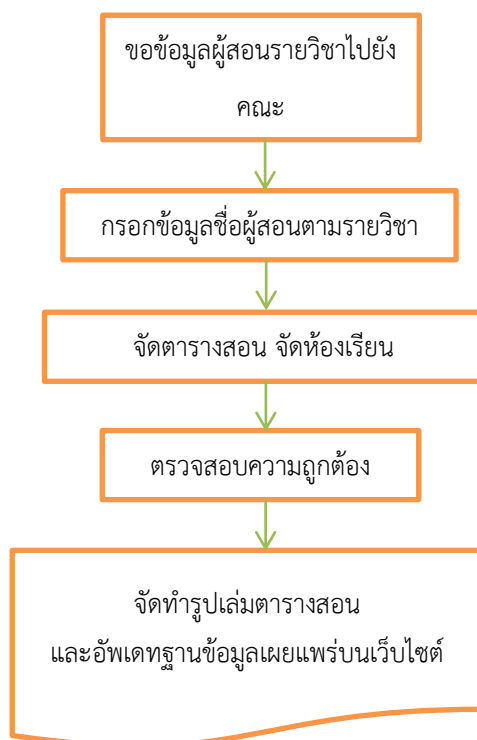 ขอข้อมูลผู้สอนรายวิชาไปยัง
คณะ
กรอกข้อมูลชื่อผู้สอนตามรายวิชา
จัดตารางสอน จัดห้องเรียน
ตรวจสอบความถูกต้อง
จัดทำรูปเล่มตารางสอน
และอัพเดทฐานข้อมูลเผยแพร่บนเว็บไซต์